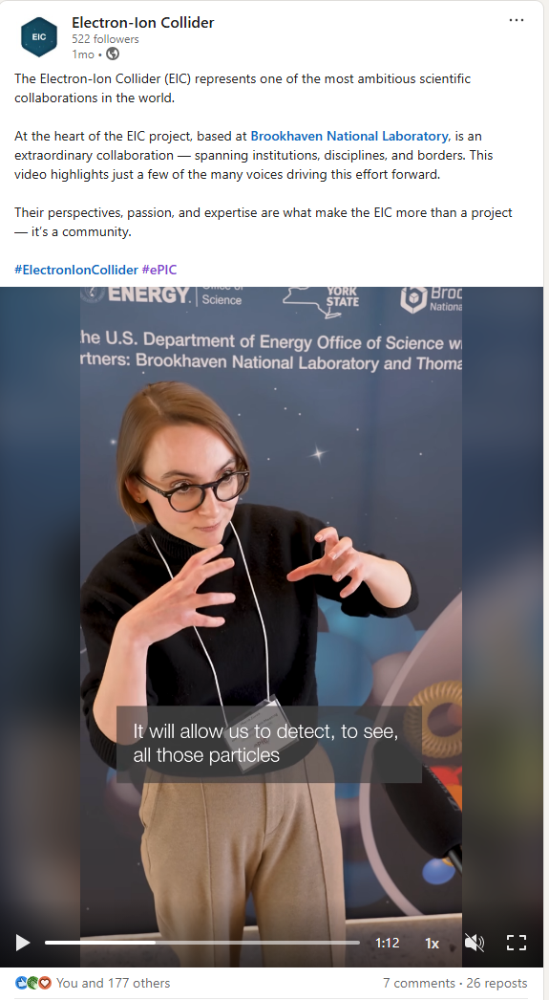 EIC
Electron-Ion Collider
522 followers
1mo •
The Electron-Ion Collider (EIC) represents one of the most ambitious scientific
collaborations in the world.
At the heart of the EIC project, based at Brookhaven National Laboratory, is an
extraordinary collaboration — spanning institutions, disciplines, and borders. This
video highlights just a few of the many voices driving this effort forward.
Their perspectives, passion, and expertise are what make the EIC more than a project
— it's a community.
#ElectronIonCollider #ePIC
ENERGY
Office of
Science
YORK
STATE
Broo
Nationa
he U.S. Department of Energy Office of Science w
rtners: Brookhaven National Laboratory and Thoma
It will allow us to detect, to see,
all those particles
1:12
1x
You and 177 others
7 comments • 26 reposts